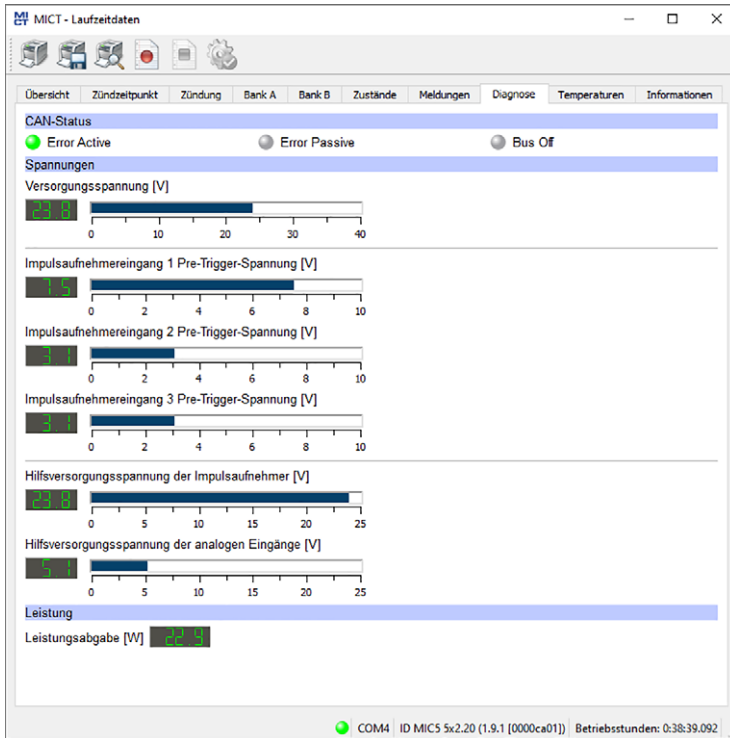 MICT MICT - Laufzeitdaten
Übersicht Zündzeitpunkt Zündung Bank A Bank B Zustände Meldungen Diagnose Temperaturen Informationen
CAN-Status
Error Active Error Passive Bus Off
Spannungen
Versorgungsspannung [V]
23.8
0 10 20 30 40
Impulsaufnehmereingang 1 Pre-Trigger-Spannung [V]
7.5
0 2 4 6 8 10
Impulsaufnehmereingang 2 Pre-Trigger-Spannung [V]
3.1
0 2 4 6 8 10
Impulsaufnehmereingang 3 Pre-Trigger-Spannung [V]
3.1
0 2 4 6 8 10
Hilfsversorgungsspannung der Impulsaufnehmer [V]
23.8
0 5 10 15 20 25
Hilfsversorgungsspannung der analogen Eingänge [V]
5.1
0 5 10 15 20 25
Leistung
Leistungsabgabe [W] 22.9
COM4 ID MIC5 5x2.20 (1.9.1 [0000ca01]) Betriebsstunden: 0:38:39.092